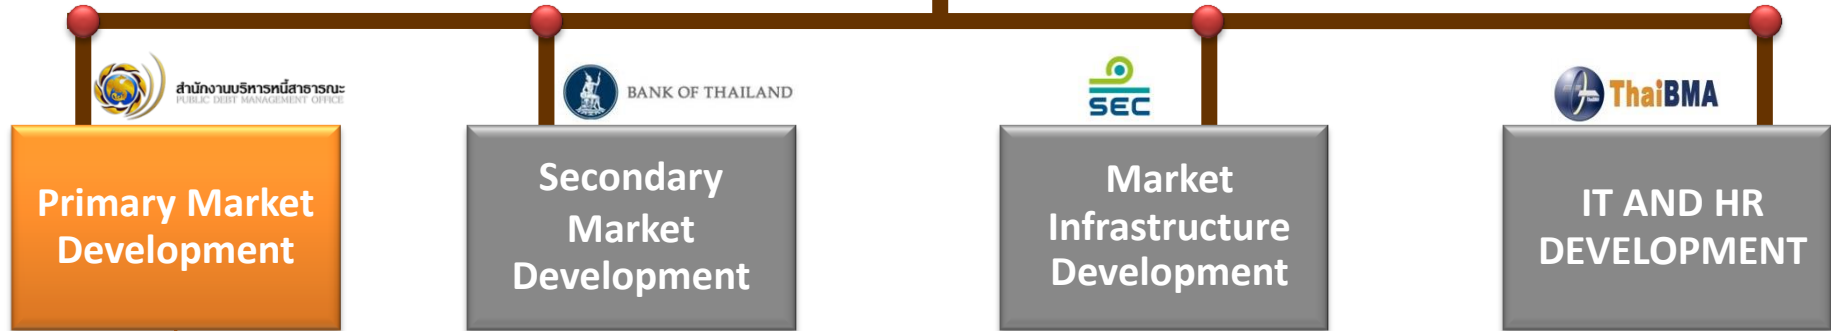 สำนักงานบริหารหนี้สาธารณะ
PUBLIC DEBT MANAGEMENT OFFICE
Primary Market
Development
BANK OF THAILAND
Secondary
Market
Development
SEC
Market
Infrastructure
Development
ThaiBMA
IT AND HR
DEVELOPMENT